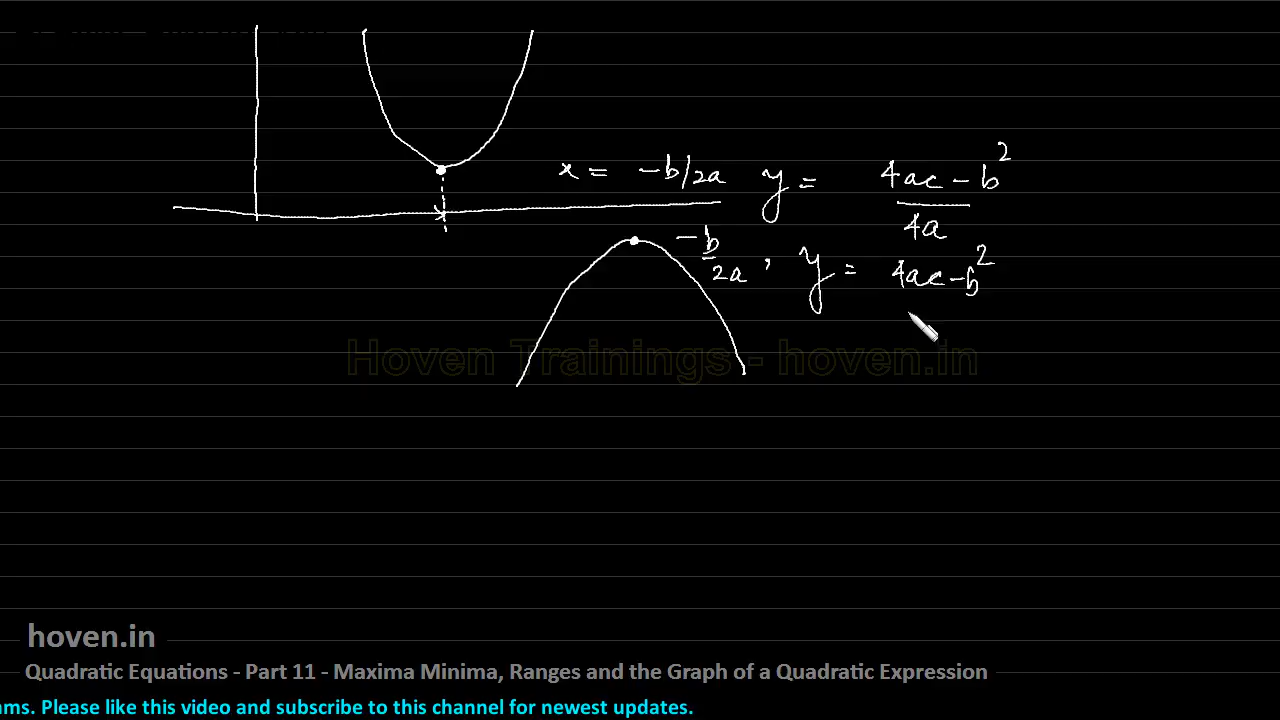 x = -b/2a y = 4ac - b²
4a
-b
2a , y = 4ac - b²
Hoven Trainings - hoven.in
hoven.in
Quadratic Equations - Part 11 - Maxima Minima, Ranges and the Graph of a Quadratic Expression
ams. Please like this video and subscribe to this channel for newest updates.